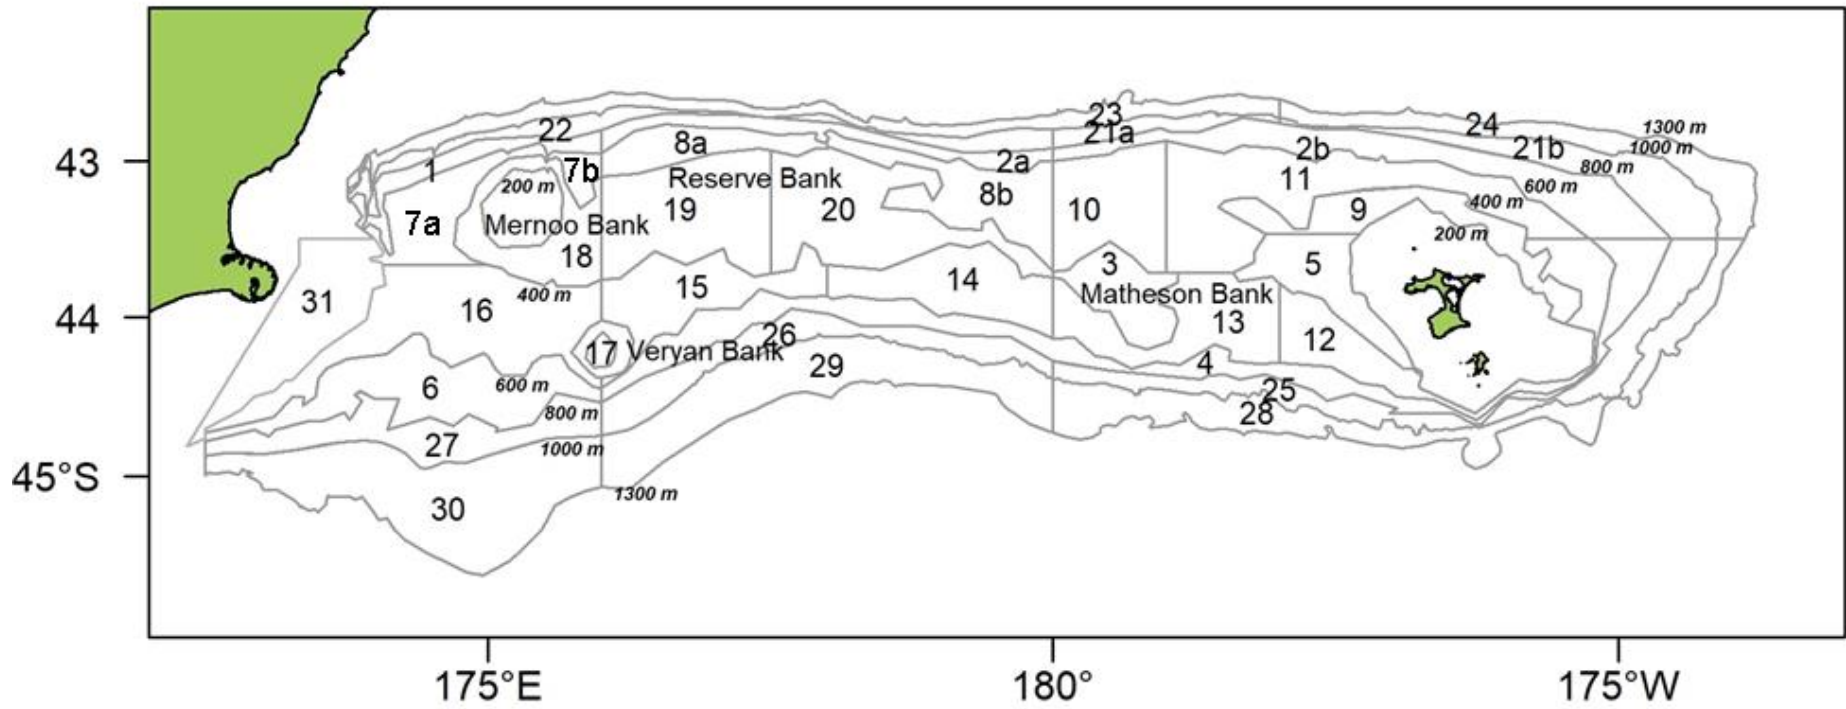 23
1300 m
22
24
21a
1000 m
8a
2b
21b
43
1
7b
2a
800 m
200 m
Reserve Bank
11
600 m
8b
400 m
7a
19
20
10
9
Mernoo Bank
200 m
18
3
5
31
16
400 m
15
14
Matheson Bank
44
13
26
12
17
Veryan Bank
29
4
6
600 m
25
800 m
28
27
1000 m
45°S
1300 m
30
175°E
180°
175°W